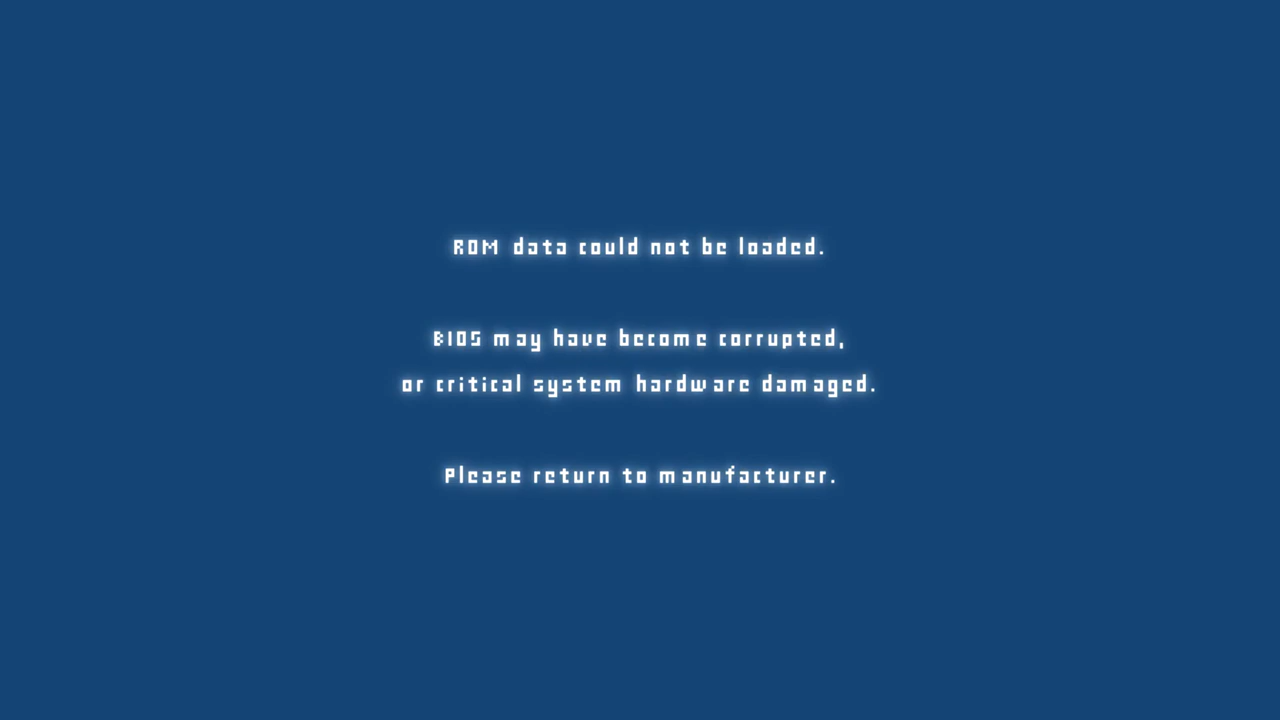 ROM data could not be loaded.
BIOS may have become corrupted,
or critical system hardware damaged.
Please return to manufacturer.